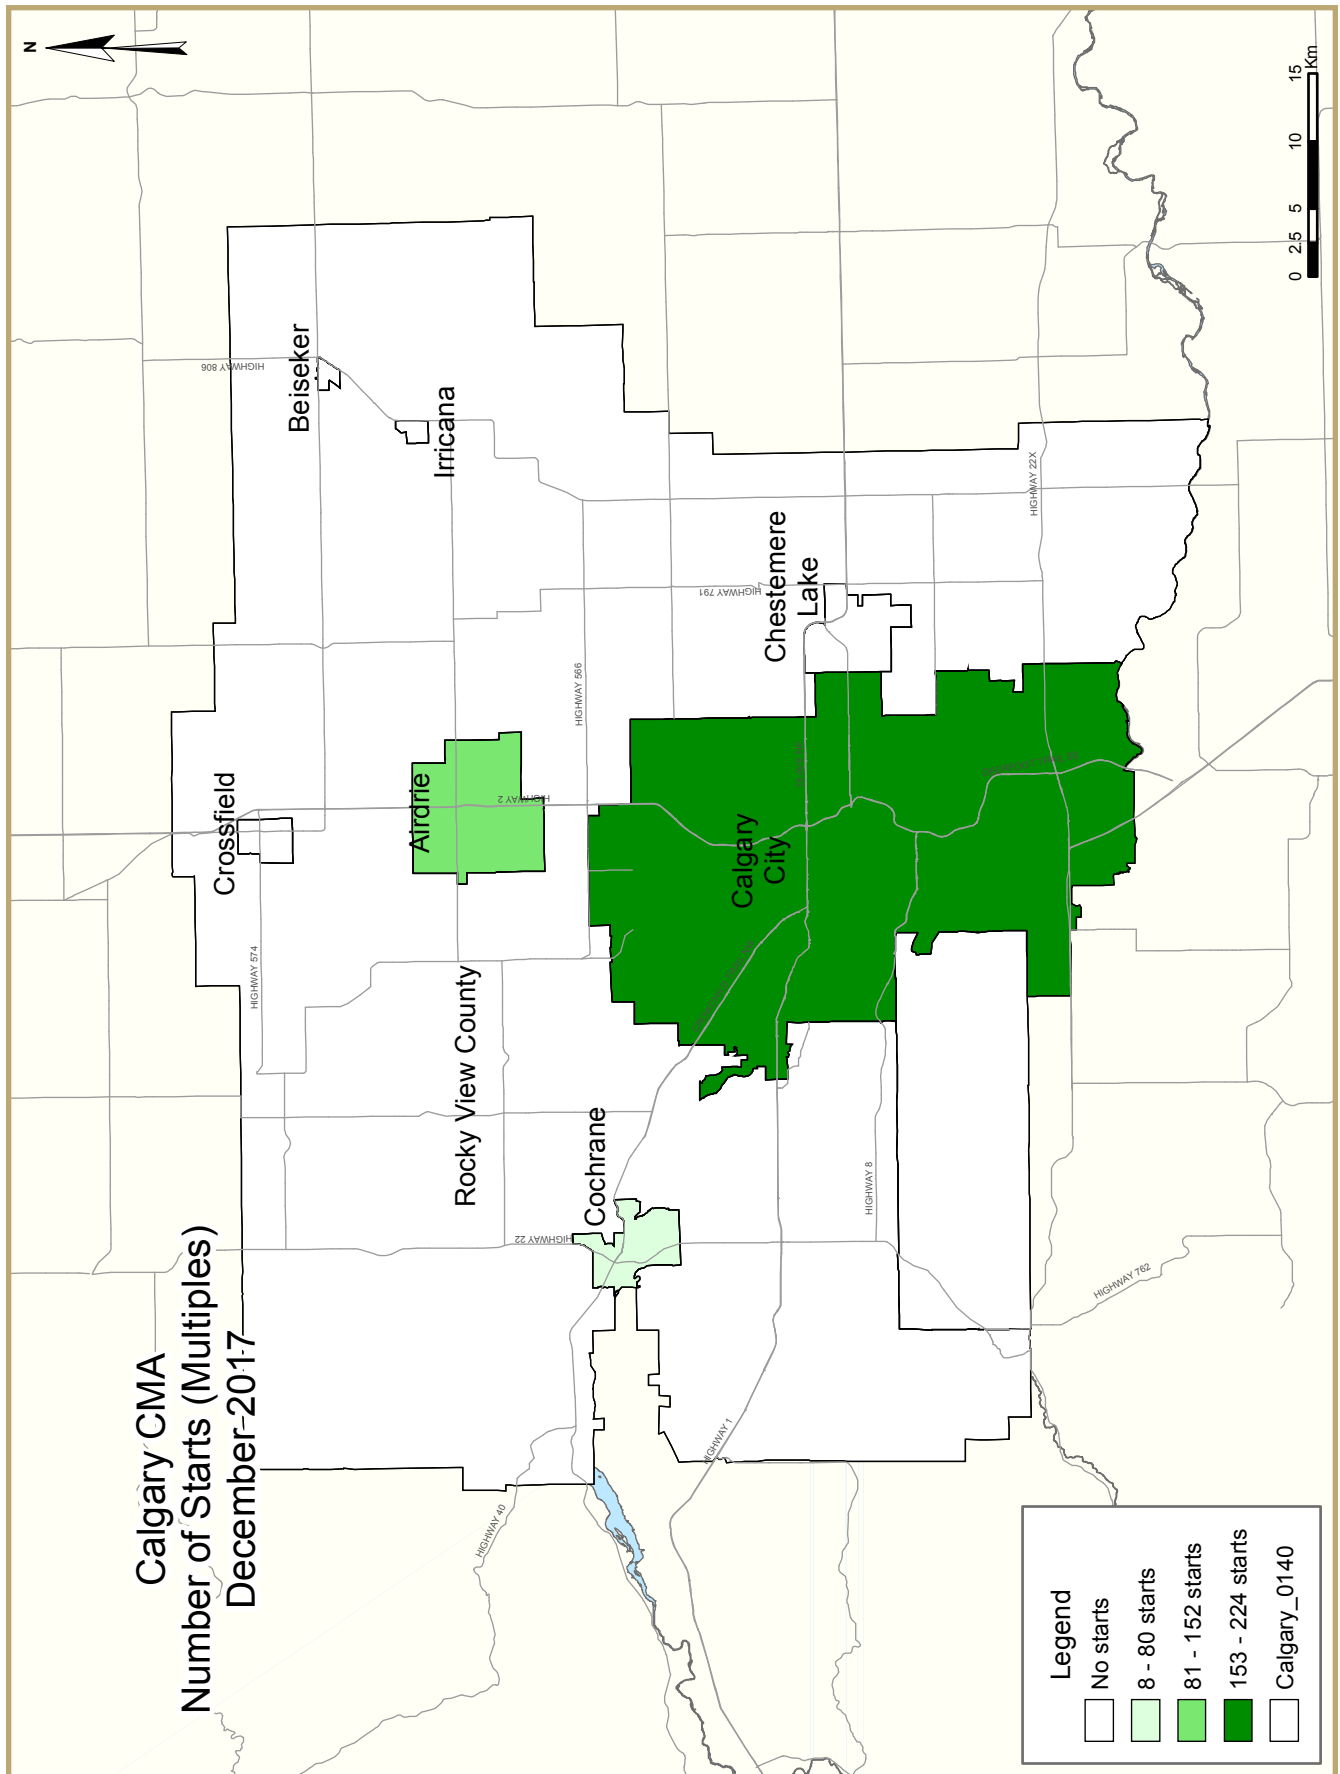 Calgary CMA
Number of Starts (Multiples)
December-2017
N
Crossfield
Beiseker
Irricana
Airdrie
Rocky View County
Cochrane
Calgary
City
Chestemere
Lake
HIGHWAY 574
HIGHWAY 806
HIGHWAY 2
HIGHWAY 566
HIGHWAY 22
HIGHWAY 40
HIGHWAY 791
HIGHWAY 1
HIGHWAY 8
HIGHWAY 22X
HIGHWAY 762
Legend
No starts
8 - 80 starts
81 - 152 starts
153 - 224 starts
Calgary_0140
0 2.5 5 10 15
Km